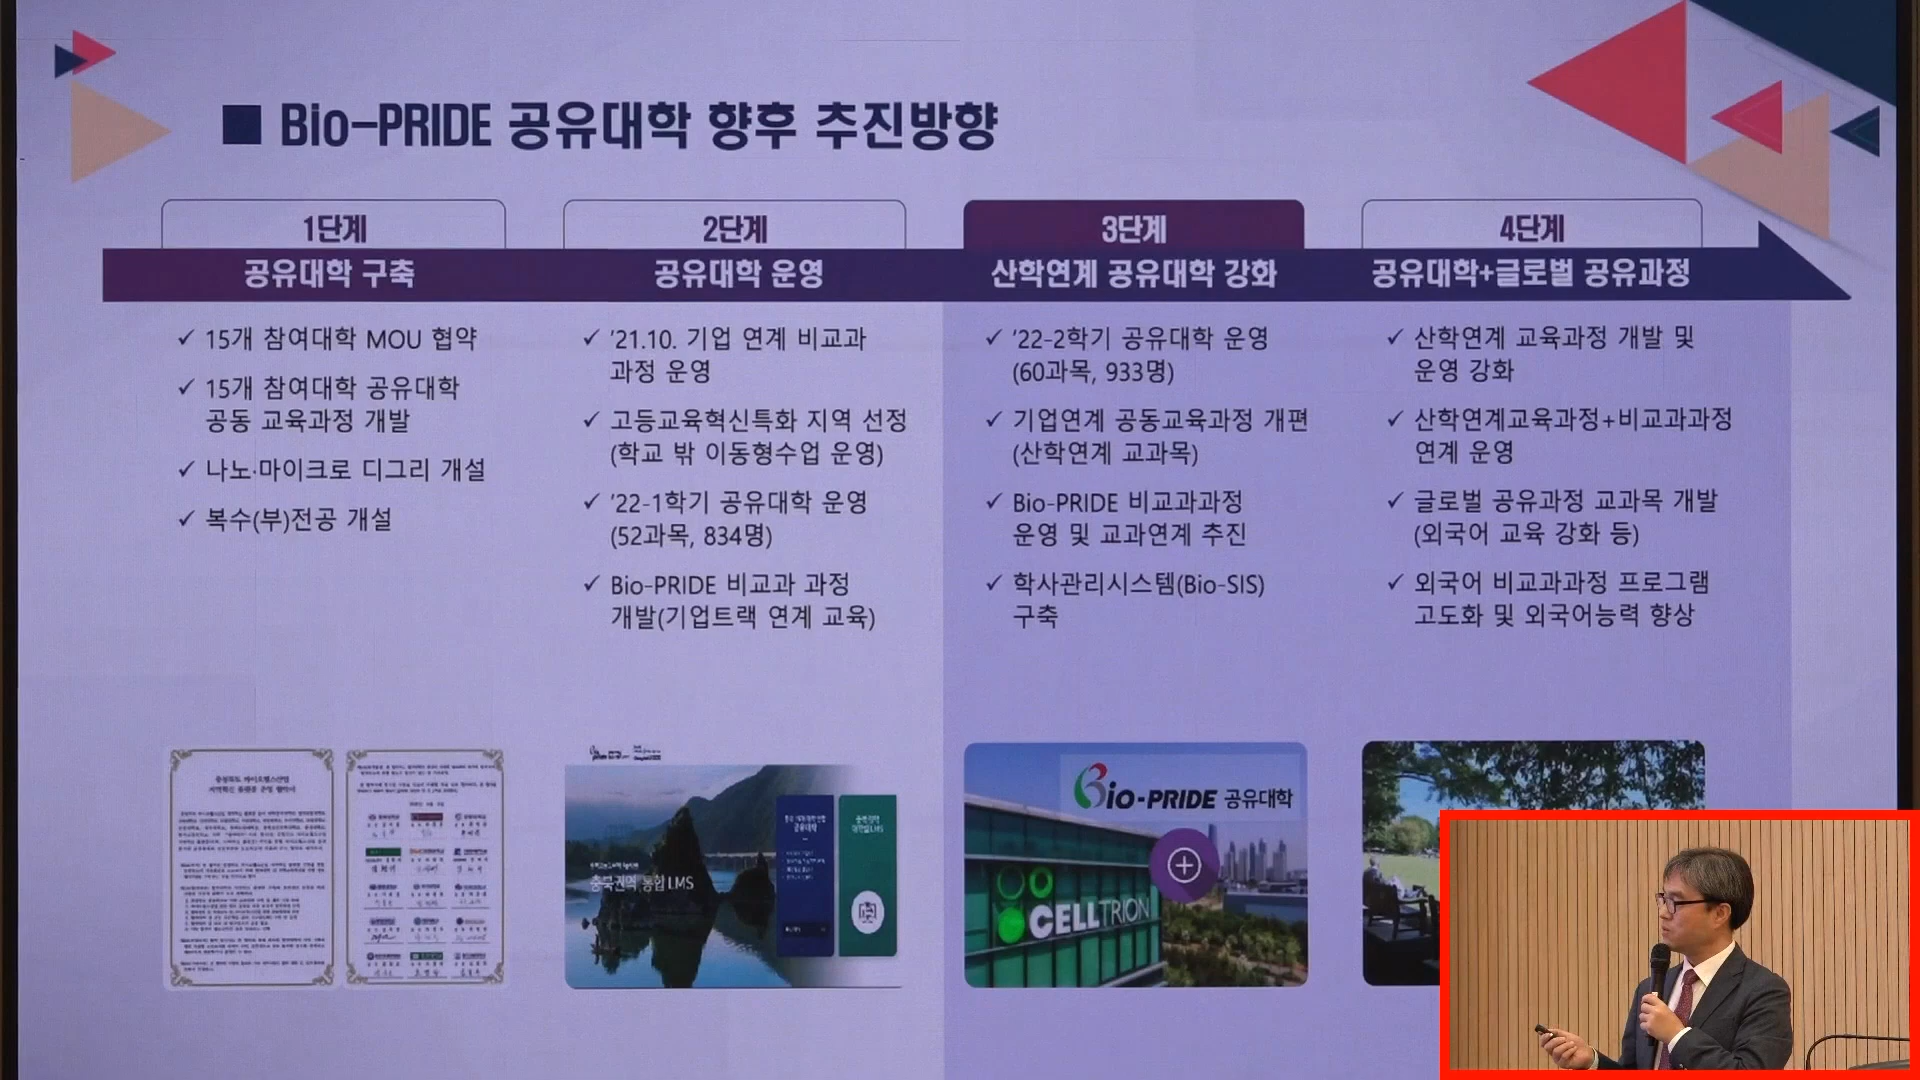 ■ Bio-PRIDE 공유대학 향후 추진방향
1단계
공유대학 구축
✓ 15개 참여대학 MOU 협약
✓ 15개 참여대학 공유대학
공동 교육과정 개발
✓ 나노·마이크로 디그리 개설
✓ 복수(부)전공 개설
2단계
공유대학 운영
✓ '21.10. 기업 연계 비교과
과정 운영
✓ 고등교육혁신특화 지역 선정
(학교 밖 이동형수업 운영)
✓ '22-1학기 공유대학 운영
(52과목, 834명)
✓ Bio-PRIDE 비교과 과정
개발(기업트랙 연계 교육)
충북권역 통합 LMS
3단계
산학연계 공유대학 강화
✓ '22-2학기 공유대학 운영
(60과목, 933명)
✓ 기업연계 공동교육과정 개편
(산학연계 교과목)
✓ Bio-PRIDE 비교과과정
운영 및 교과연계 추진
✓ 학사관리시스템(Bio-SIS)
구축
Bio-PRIDE 공유대학
CELLTRION
4단계
공유대학+글로벌 공유과정
✓ 산학연계 교육과정 개발 및
운영 강화
✓ 산학연계교육과정+비교과과정
연계 운영
✓ 글로벌 공유과정 교과목 개발
(외국어 교육 강화 등)
✓ 외국어 비교과과정 프로그램
고도화 및 외국어능력 향상